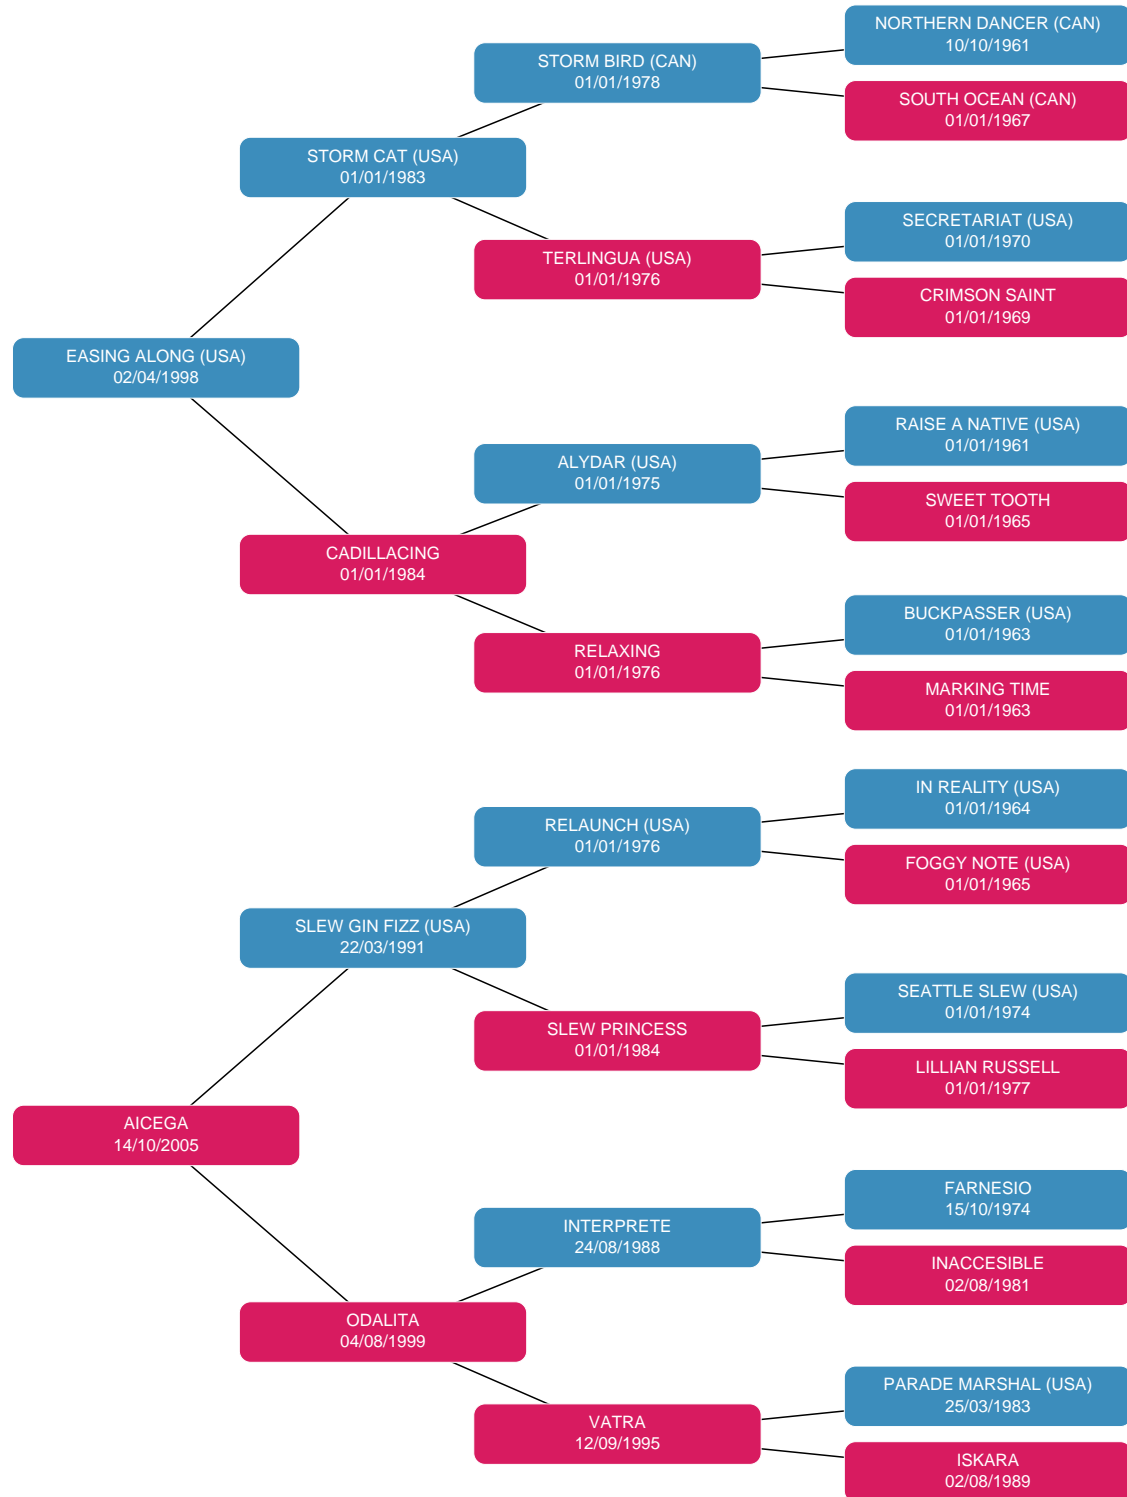 NORTHERN DANCER (CAN)
10/10/1961
STORM BIRD (CAN)
01/01/1978
SOUTH OCEAN (CAN)
01/01/1967
STORM CAT (USA)
01/01/1983
SECRETARIAT (USA)
01/01/1970
TERLINGUA (USA)
01/01/1976
CRIMSON SAINT
01/01/1969
EASING ALONG (USA)
02/04/1998
RAISE A NATIVE (USA)
01/01/1961
ALYDAR (USA)
01/01/1975
SWEET TOOTH
01/01/1965
CADILLACING
01/01/1984
BUCKPASSER (USA)
01/01/1963
RELAXING
01/01/1976
MARKING TIME
01/01/1963
IN REALITY (USA)
01/01/1964
RELAUNCH (USA)
01/01/1976
FOGGY NOTE (USA)
01/01/1965
SLEW GIN FIZZ (USA)
22/03/1991
SEATTLE SLEW (USA)
01/01/1974
SLEW PRINCESS
01/01/1984
LILLIAN RUSSELL
01/01/1977
AICEGA
14/10/2005
FARNESIO
15/10/1974
INTERPRETE
24/08/1988
INACCESIBLE
02/08/1981
ODALITA
04/08/1999
PARADE MARSHAL (USA)
25/03/1983
VATRA
12/09/1995
ISKARA
02/08/1989